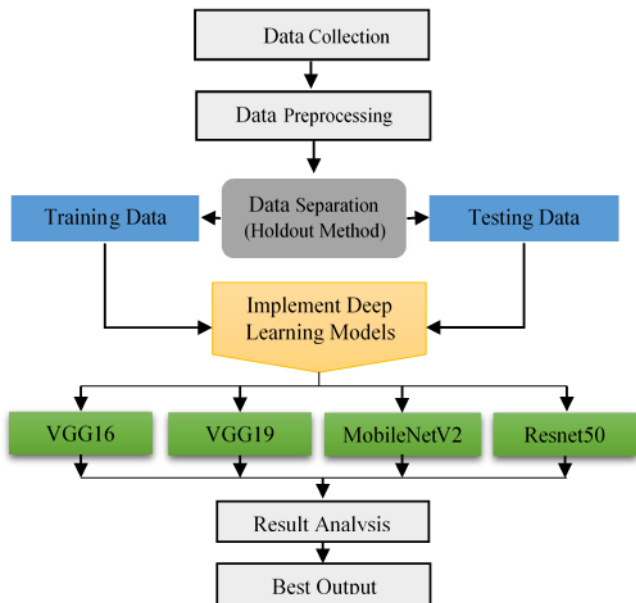 Data Collection
Data Preprocessing
Training Data
Data Separation
(Holdout Method)
Testing Data
Implement Deep
Learning Models
VGG16
VGG19
MobileNetV2
Resnet50
Result Analysis
Best Output